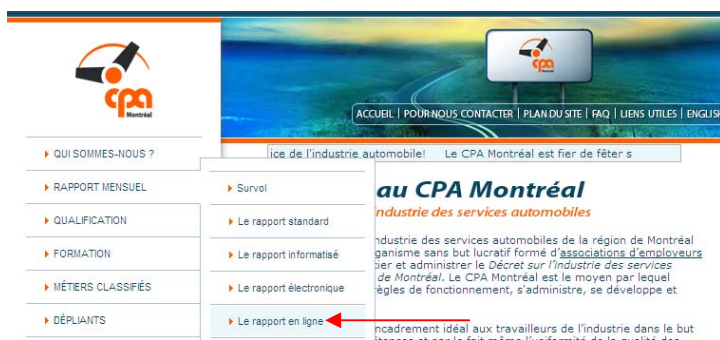 cpa
Montréal
cpa
Montréal
ACCUEIL | POUR NOUS CONTACTER | PLAN DU SITE | FAQ | LIENS UTILES | ENGLISH
QUI SOMMES-NOUS ?
RAPPORT MENSUEL
QUALIFICATION
FORMATION
MÉTIERS CLASSIFIÉS
DÉPLIANTS
Survol
Le rapport standard
Le rapport informatisé
Le rapport électronique
Le rapport en ligne
ice de l'industrie automobile! Le CPA Montréal est fier de fêter s
au CPA Montréal
industrie des services automobiles
ndustrie des services automobiles de la région de Montréal
ganisme sans but lucratif formé d'associations d'employeurs
cier et administrer le Décret sur l'industrie des services
de Montréal. Le CPA Montréal est le moyen par lequel
règles de fonctionnement, s'administre, se développe et
ncadrement idéal aux travailleurs de l'industrie dans le but